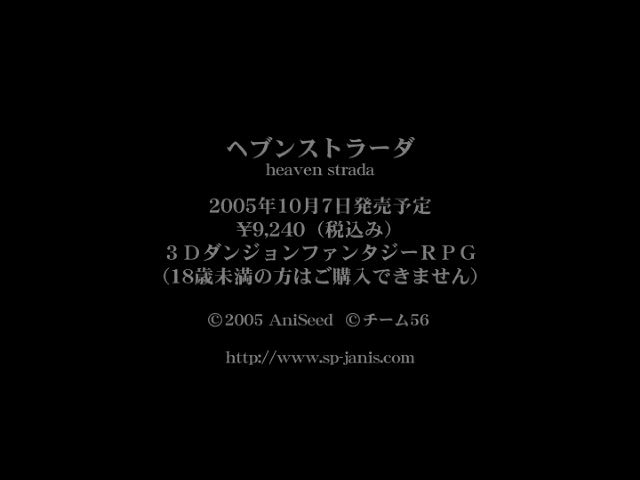 ヘブンストラーダ
heaven strada
2005年10月7日発売予定
¥9,240（税込み）
３ＤダンジョンファンタジーＲＰＧ
（18歳未満の方はご購入できません）
©2005 AniSeed ©チーム56
http://www.sp-janis.com